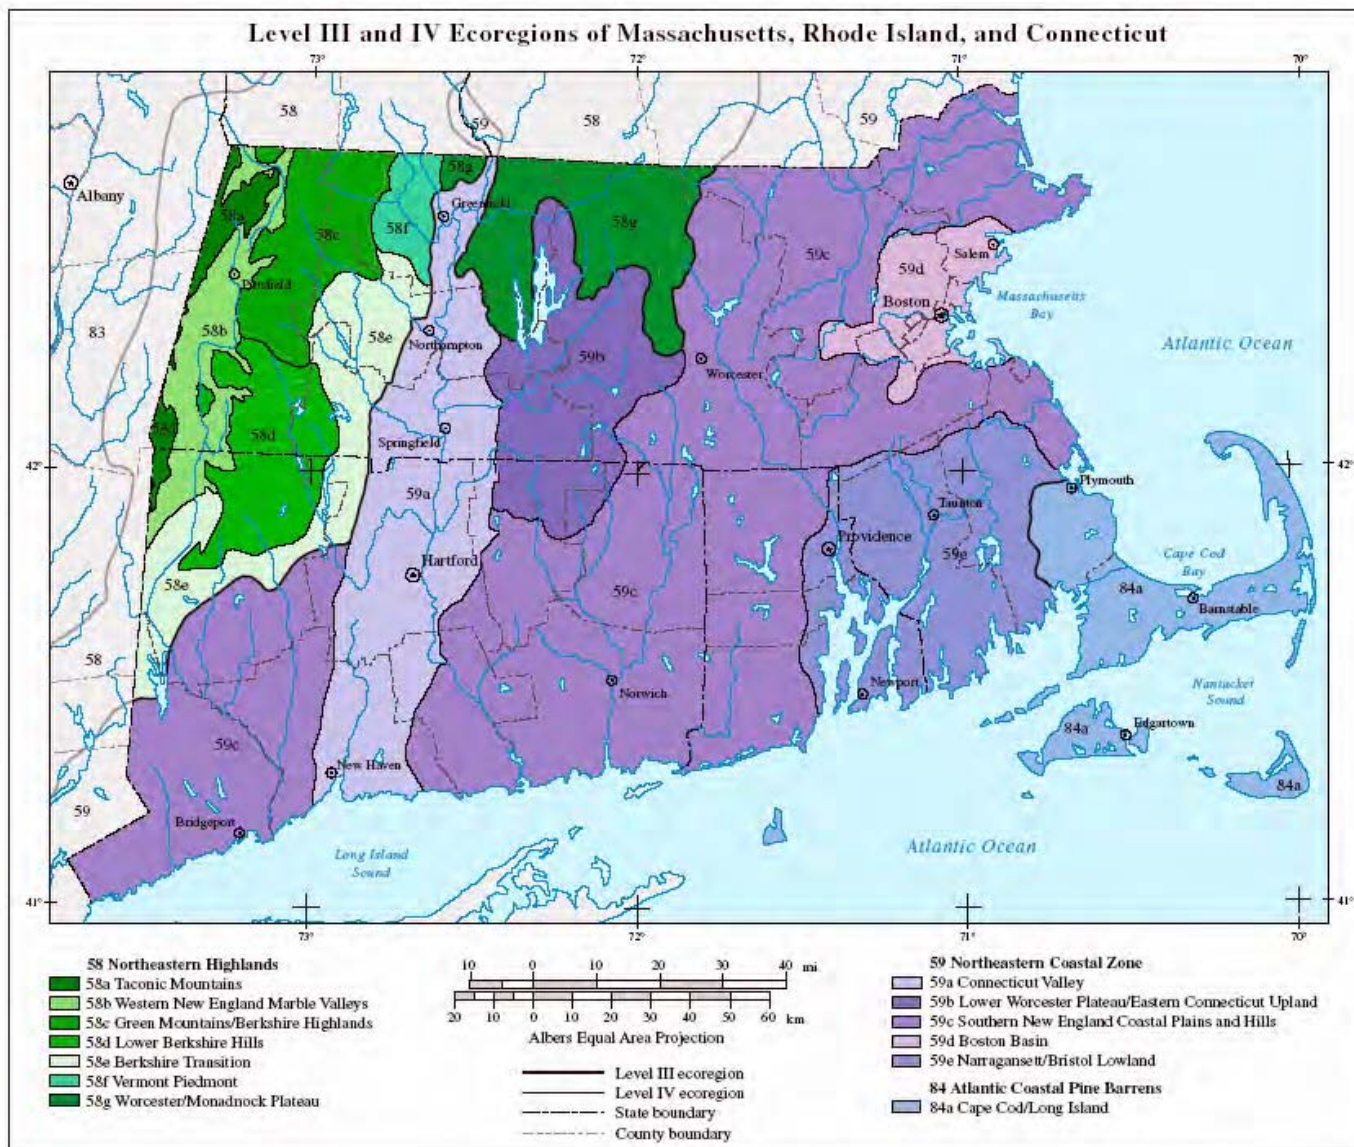 Level III and IV Ecoregions of Massachusetts, Rhode Island, and Connecticut
73°
72°
71°
70°
58
59
58
59
Albany
58a
58c
58f
58g
Greenfield
58g
59c
Salem
59d
Boston
Massachusetts
Bay
Atlantic Ocean
Pittsfield
83
58b
58e
Northampton
59b
Worcester
58d
Springfield
42°
42°
59a
Plymouth
Taunton
Providence
59e
Cape Cod
Bay
Hartford
58e
59c
84a
Barnstable
58
Norwich
Newport
Nantucket
Sound
84a
Edgartown
59c
New Haven
84a
59
Bridgeport
Long Island
Sound
Atlantic Ocean
41°
41°
73°
72°
71°
70°
58 Northeastern Highlands
58a Taconic Mountains
58b Western New England Marble Valleys
58c Green Mountains/Berkshire Highlands
58d Lower Berkshire Hills
58e Berkshire Transition
58f Vermont Piedmont
58g Worcester/Monadnock Plateau
10 0 10 20 30 40 mi
20 10 0 10 20 30 40 50 60 km
Albers Equal Area Projection
Level III ecoregion
Level IV ecoregion
State boundary
County boundary
59 Northeastern Coastal Zone
59a Connecticut Valley
59b Lower Worcester Plateau/Eastern Connecticut Upland
59c Southern New England Coastal Plains and Hills
59d Boston Basin
59e Narragansett/Bristol Lowland
84 Atlantic Coastal Pine Barrens
84a Cape Cod/Long Island